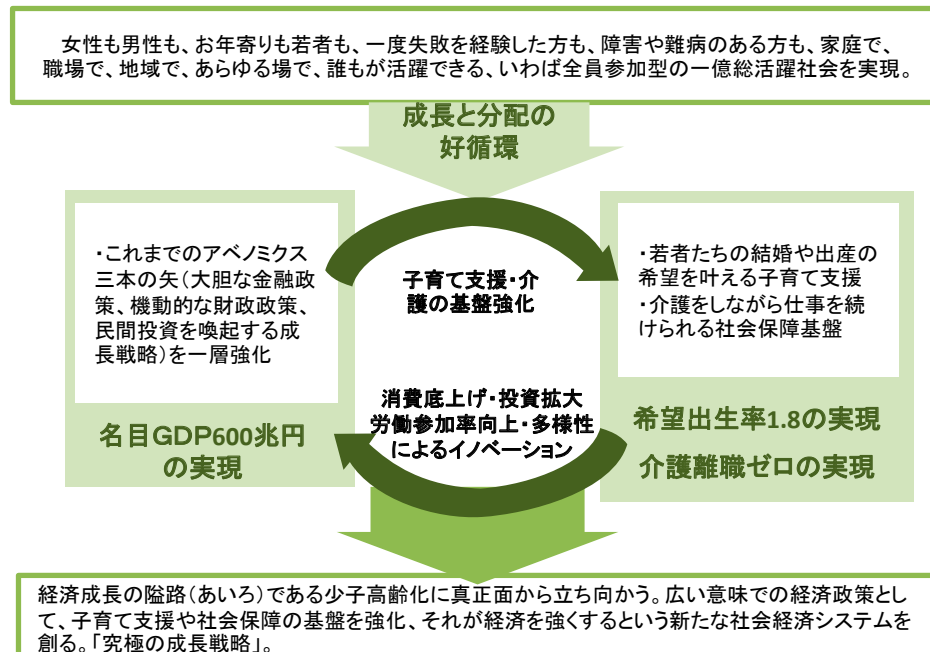 女性も男性も、お年寄りも若者も、一度失敗を経験した方も、障害や難病のある方も、家庭で、
職場で、地域で、あらゆる場で、誰もが活躍できる、いわば全員参加型の一億総活躍社会を実現。
成長と分配の
好循環
・これまでのアベノミクス
三本の矢(大胆な金融政
策、機動的な財政政策、
民間投資を喚起する成
長戦略)を一層強化
名目GDP600兆円
の実現
子育て支援・介
護の基盤強化
消費底上げ・投資拡大
労働参加率向上・多様性
によるイノベーション
・若者たちの結婚や出産の
希望を叶える子育て支援
・介護をしながら仕事を続
けられる社会保障基盤
希望出生率1.8の実現
介護離職ゼロの実現
経済成長の隘路(あいろ)である少子高齢化に真正面から立ち向かう。広い意味での経済政策とし
て、子育て支援や社会保障の基盤を強化、それが経済を強くするという新たな社会経済システムを
創る。「究極の成長戦略」。